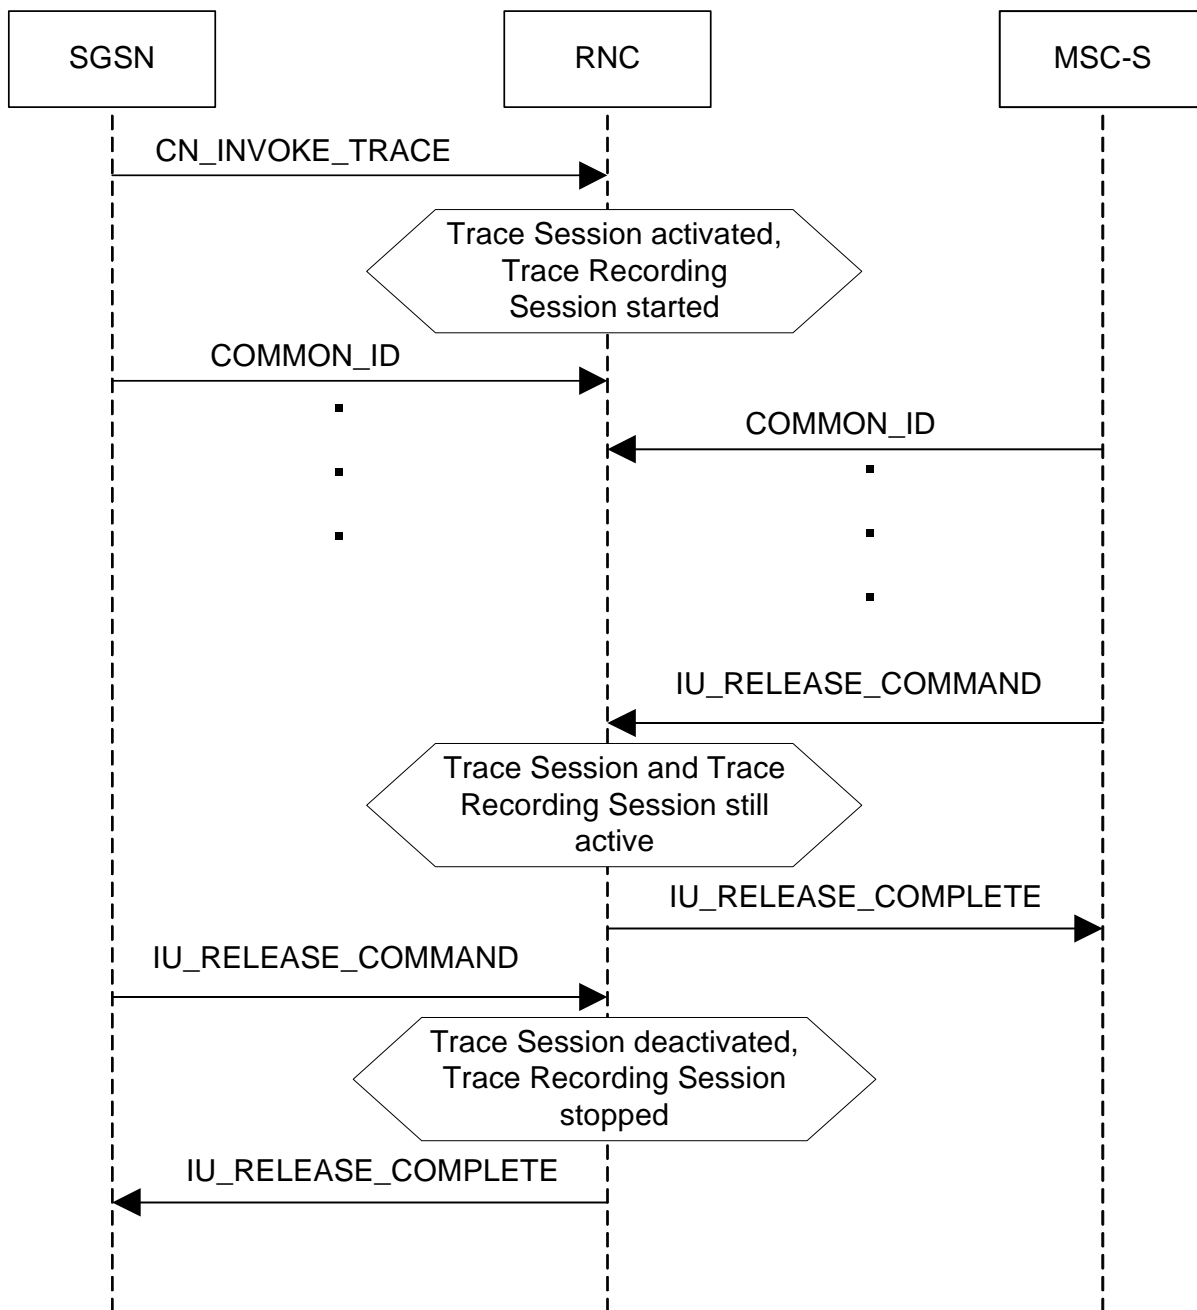 SGSN
RNC
MSC-S
CN_INVOKE_TRACE
Trace Session activated,
Trace Recording
Session started
COMMON_ID
COMMON_ID
IU_RELEASE_COMMAND
Trace Session and Trace
Recording Session still
active
IU_RELEASE_COMPLETE
IU_RELEASE_COMMAND
Trace Session deactivated,
Trace Recording Session
stopped
IU_RELEASE_COMPLETE